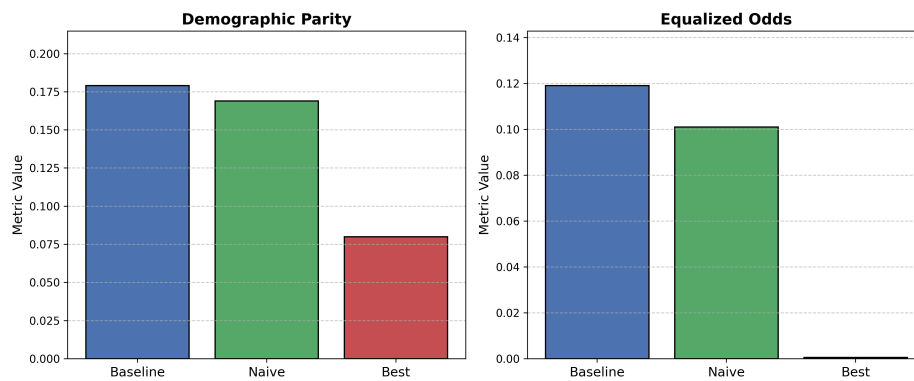 Demographic Parity
Metric Value
0.200
0.175
0.150
0.125
0.100
0.075
0.050
0.025
0.000
Baseline Naive Best
Equalized Odds
Metric Value
0.14
0.12
0.10
0.08
0.06
0.04
0.02
0.00
Baseline Naive Best